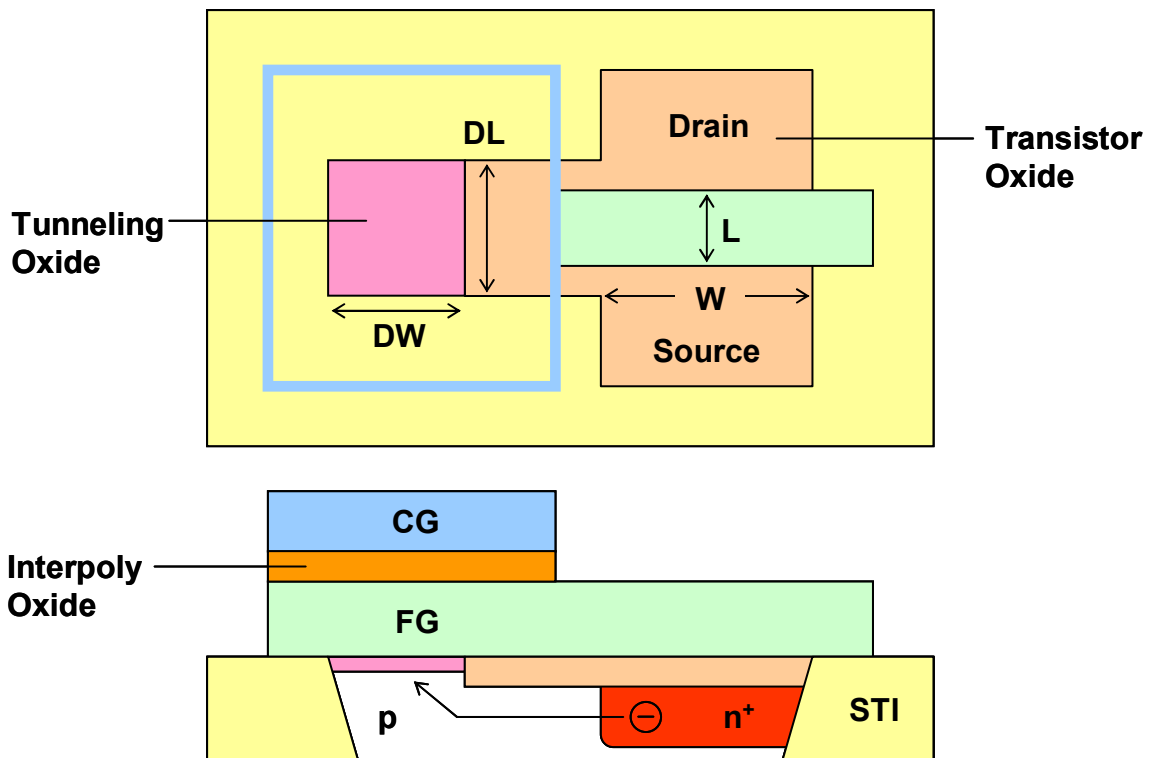 Drain
DL
Transistor
Oxide
Tunneling
Oxide
L
W
DW
Source
CG
Interpoly
Oxide
FG
p
−
n⁺
STI